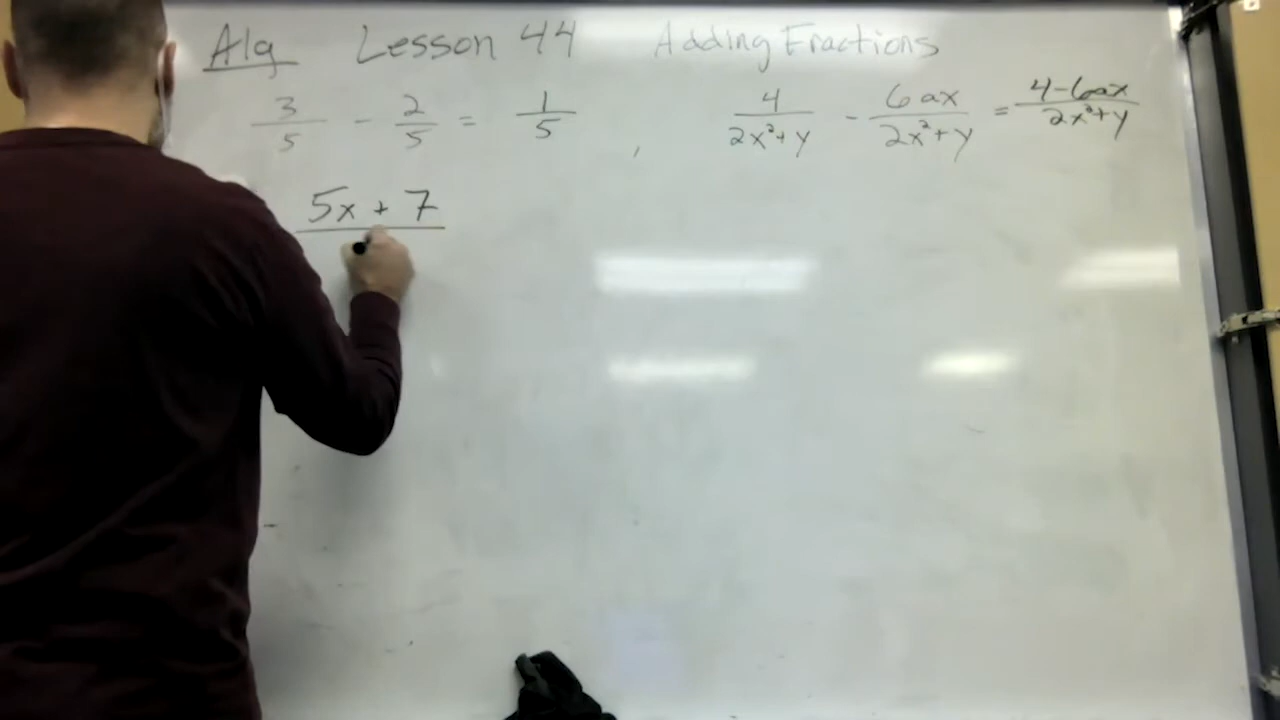 Alg Lesson 44 Adding Fractions
3/5 - 2/5 = 1/5 , 4/(2x²+y) - 6ax/(2x²+y) = (4-6ax)/(2x²+y)
5x + 7